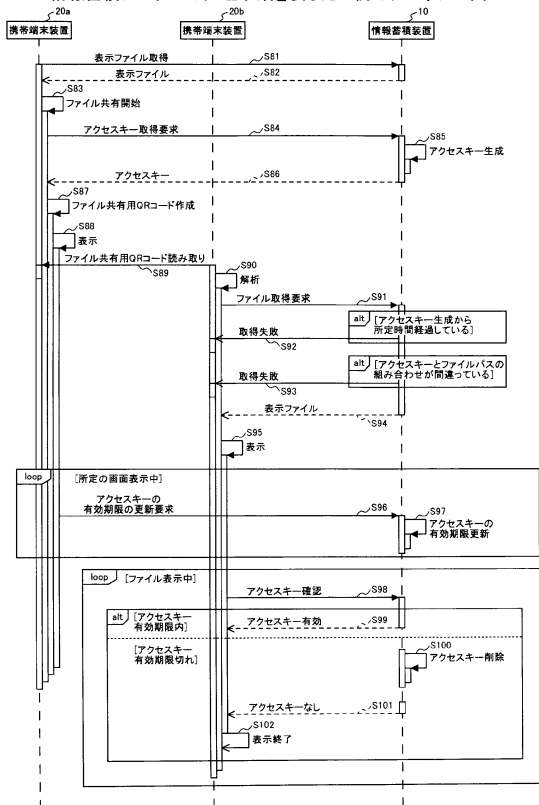 20a
20b
10
携帯端末装置
携帯端末装置
情報蓄積装置
表示ファイル取得
S81
表示ファイル
S82
S83
ファイル共有開始
アクセスキー取得要求
S84
S85
アクセスキー生成
アクセスキー
S86
S87
ファイル共有用QRコード作成
S88
表示
ファイル共有用QRコード読み取り
S89
S90
解析
ファイル取得要求
S91
alt
[アクセスキー生成から
所定時間経過している]
取得失敗
S92
alt
[アクセスキーとファイルパスの
組み合わせが間違っている]
取得失敗
S93
表示ファイル
S94
S95
表示
loop
[所定の画面表示中]
アクセスキーの
有効期限の更新要求
S96
S97
アクセスキーの
有効期限更新
loop
[ファイル表示中]
アクセスキー確認
S98
alt
[アクセスキー
有効期限内]
アクセスキー有効
S99
[アクセスキー
有効期限切れ]
S100
アクセスキー削除
アクセスキーなし
S101
S102
表示終了